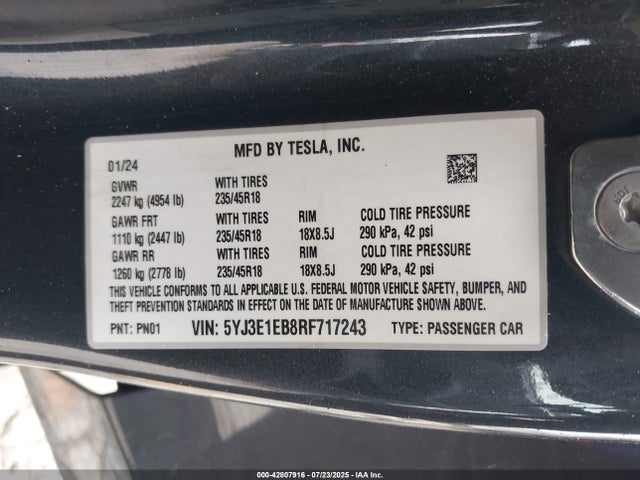 MFD BY TESLA, INC.
01/24
GVWR WITH TIRES
2247 kg (4954 lb) 235/45R18
GAWR FRT WITH TIRES RIM COLD TIRE PRESSURE
1110 kg (2447 lb) 235/45R18 18X8.5J 290 kPa, 42 psi
GAWR RR WITH TIRES RIM COLD TIRE PRESSURE
1260 kg (2778 lb) 235/45R18 18X8.5J 290 kPa, 42 psi
THIS VEHICLE CONFORMS TO ALL APPLICABLE U.S. FEDERAL MOTOR VEHICLE SAFETY, BUMPER, AND
THEFT PREVENTION STANDARDS IN EFFECT ON THE DATE OF MANUFACTURE SHOWN ABOVE.
PNT: PN01 VIN: 5YJ3E1EB8RF717243 TYPE: PASSENGER CAR
000-42807916 - 07/23/2025 - IAA Inc.